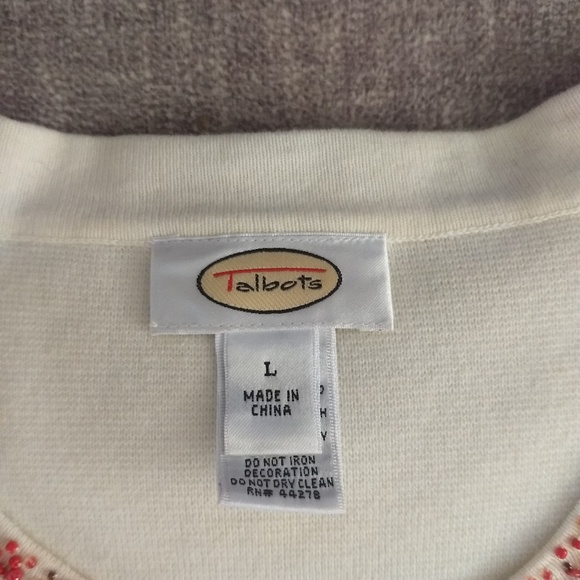 Talbots
L
MADE IN
CHINA
H
Y
DO NOT IRON
DECORATION
DO NOT DRY CLEAN
RN# 44278